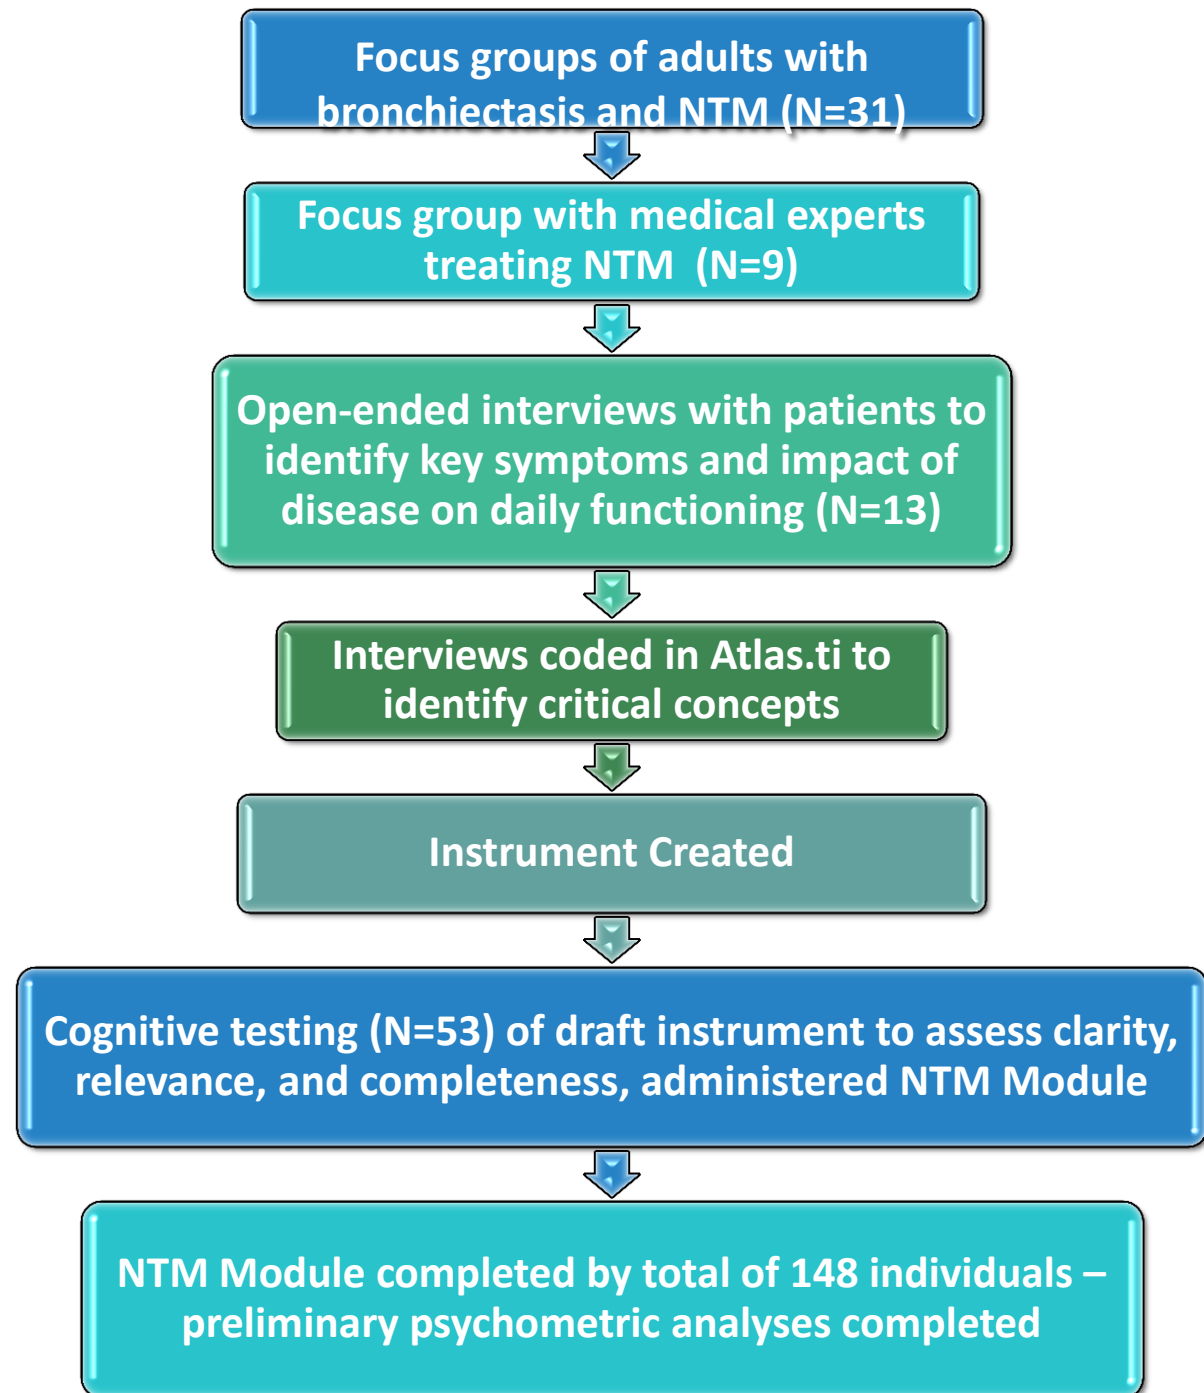 Focus groups of adults with
bronchiectasis and NTM (N=31)
Focus group with medical experts
treating NTM  (N=9)
Open-ended interviews with patients to
identify key symptoms and impact of
disease on daily functioning (N=13)
Interviews coded in Atlas.ti to
identify critical concepts
Instrument Created
Cognitive testing (N=53) of draft instrument to assess clarity,
relevance, and completeness, administered NTM Module
NTM Module completed by total of 148 individuals –
preliminary psychometric analyses completed